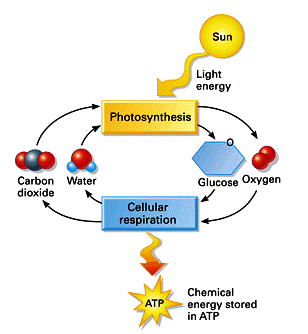 Sun
Light
energy
Photosynthesis
O
Carbon
dioxide
Water
Glucose
Oxygen
Cellular
respiration
ATP
Chemical
energy stored
in ATP